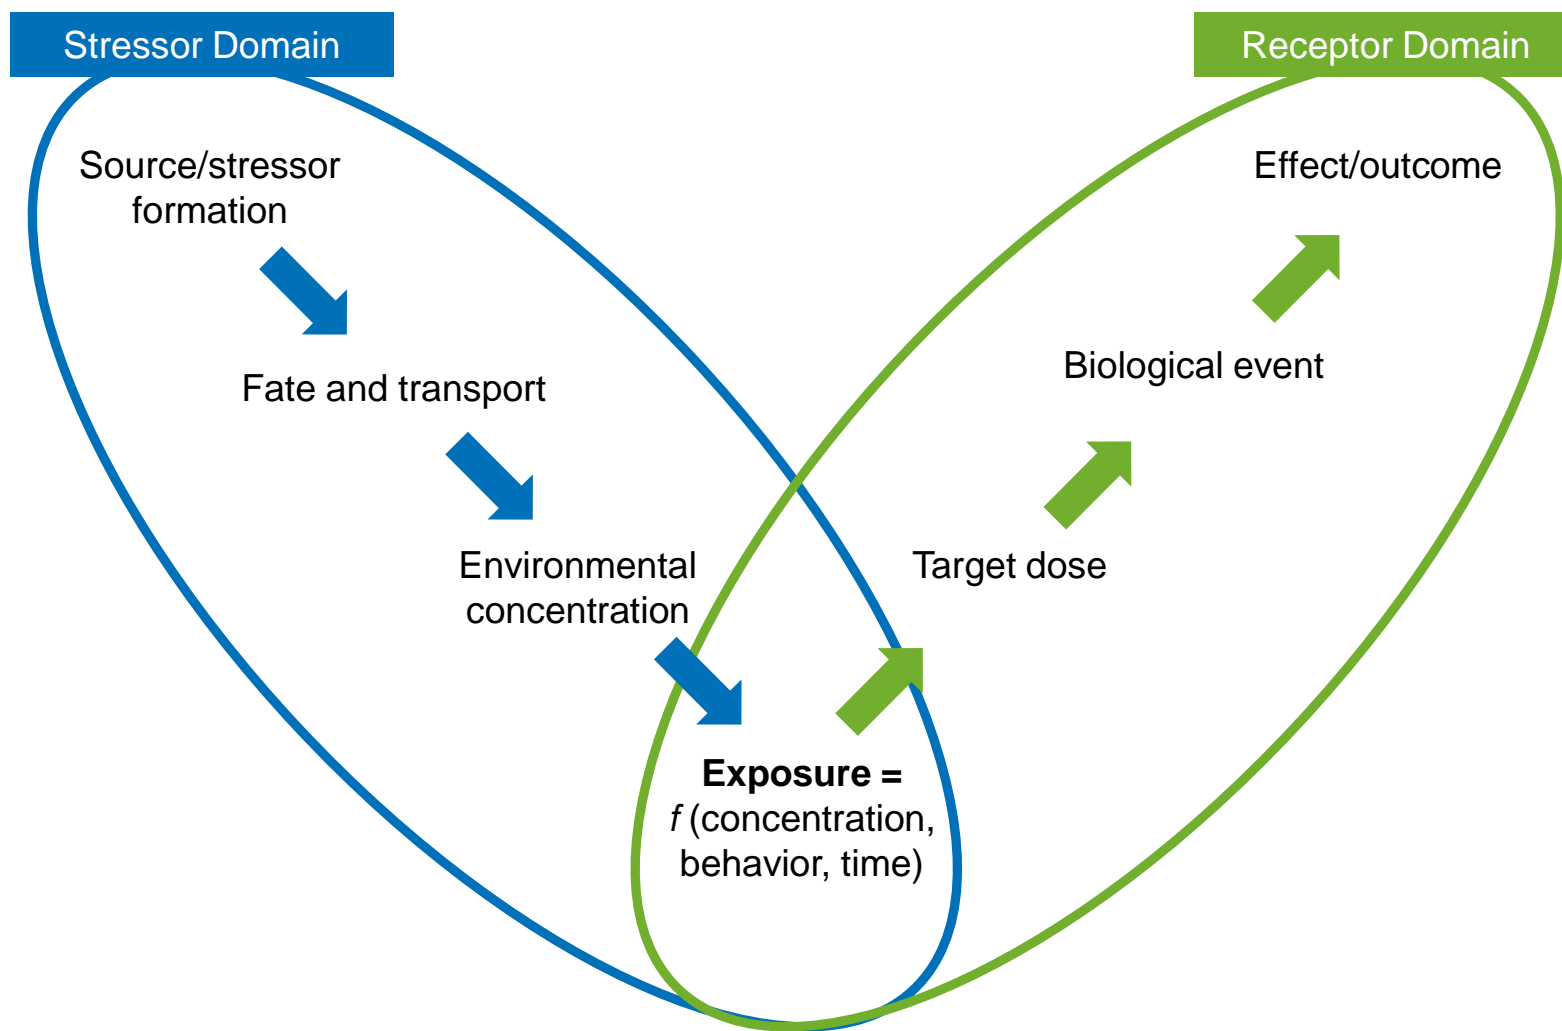 Stressor Domain
Receptor Domain
Source/stressor
formation
Effect/outcome
Fate and transport
Biological event
Environmental
concentration
Target dose
Exposure =
f (concentration,
behavior, time)